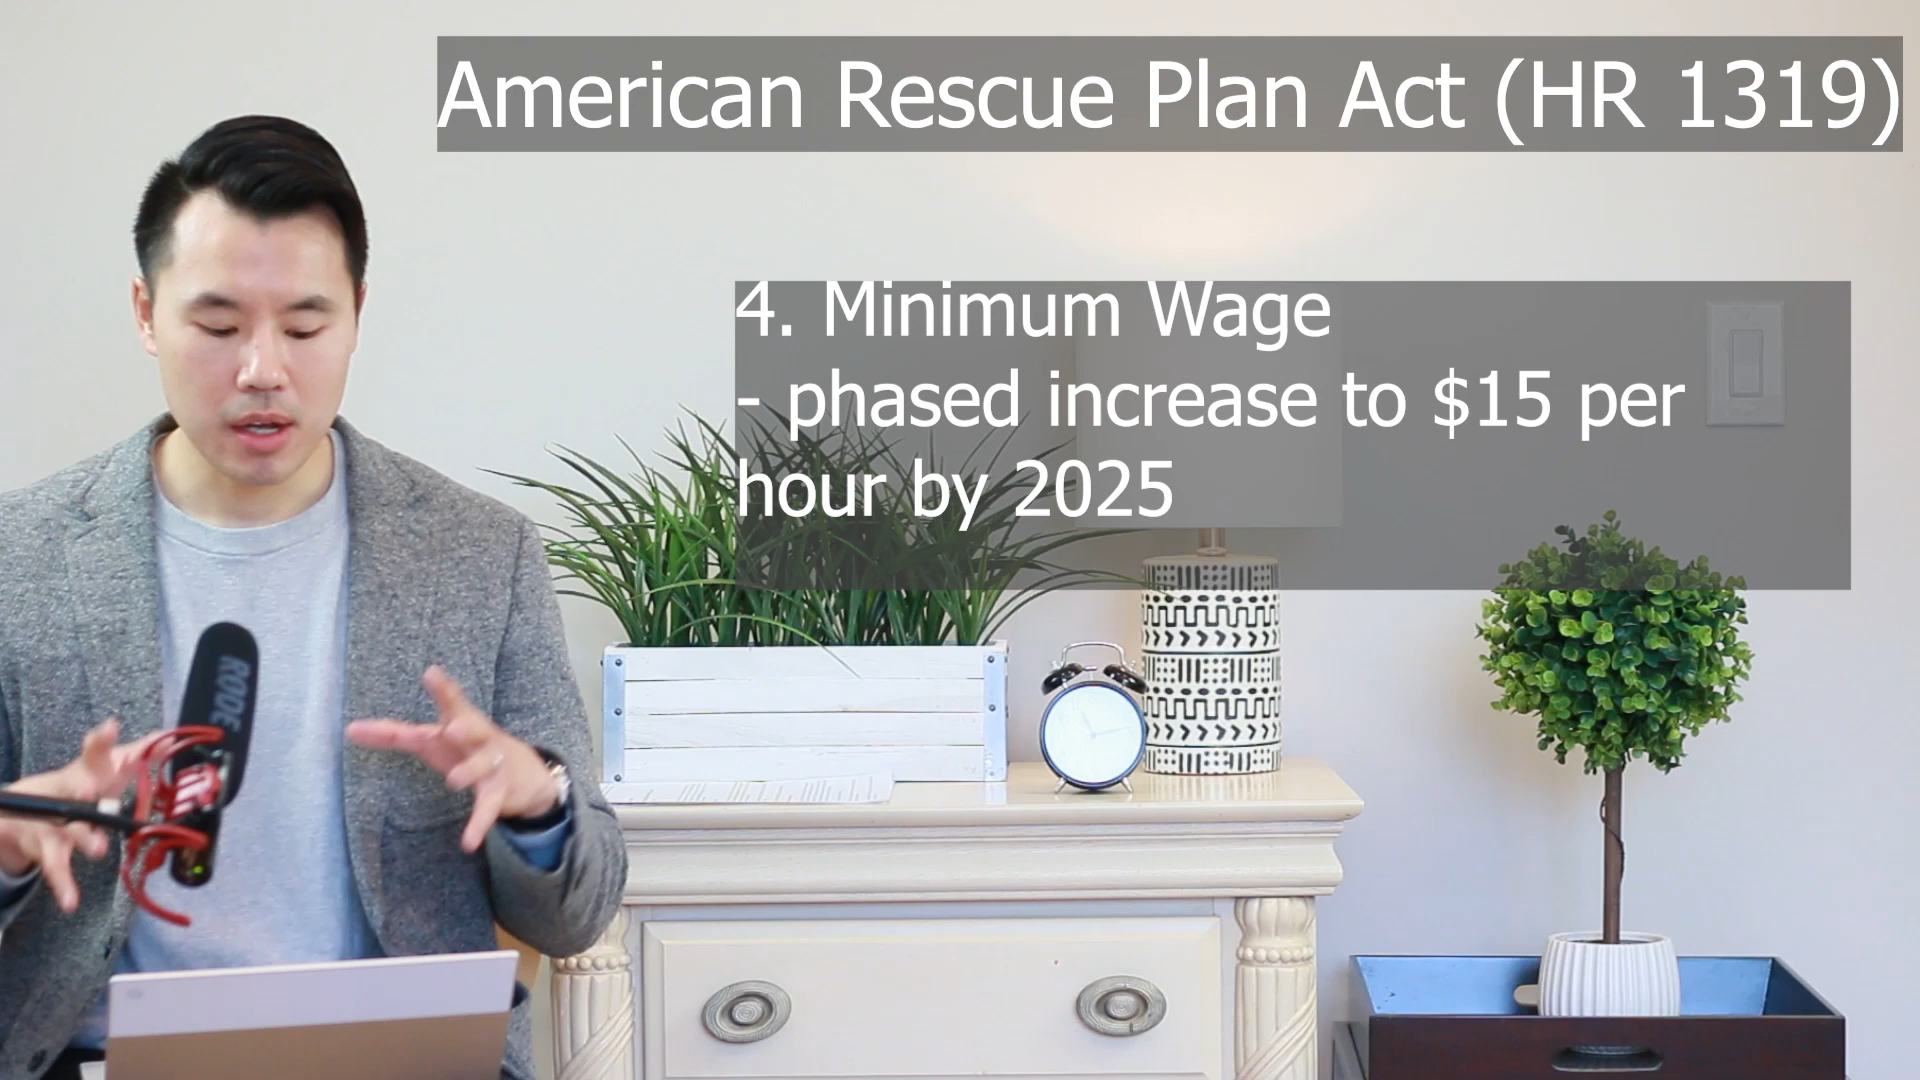 American Rescue Plan Act (HR 1319)
4. Minimum Wage
- phased increase to $15 per
hour by 2025
RODE